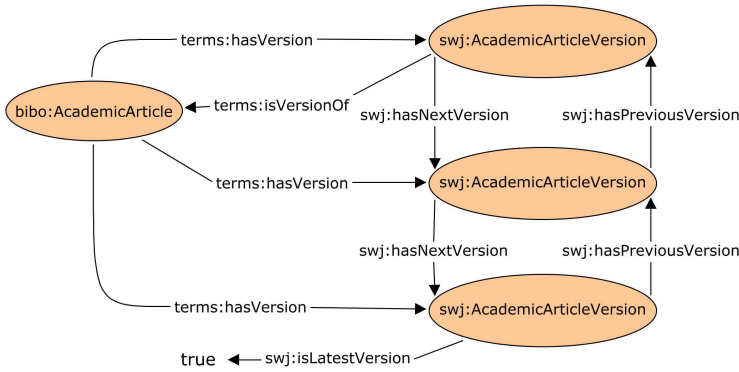 terms:hasVersion
swj:AcademicArticleVersion
bibo:AcademicArticle
terms:isVersionOf
swj:hasNextVersion
swj:hasPreviousVersion
terms:hasVersion
swj:AcademicArticleVersion
swj:hasNextVersion
swj:hasPreviousVersion
terms:hasVersion
swj:AcademicArticleVersion
true
swj:isLatestVersion